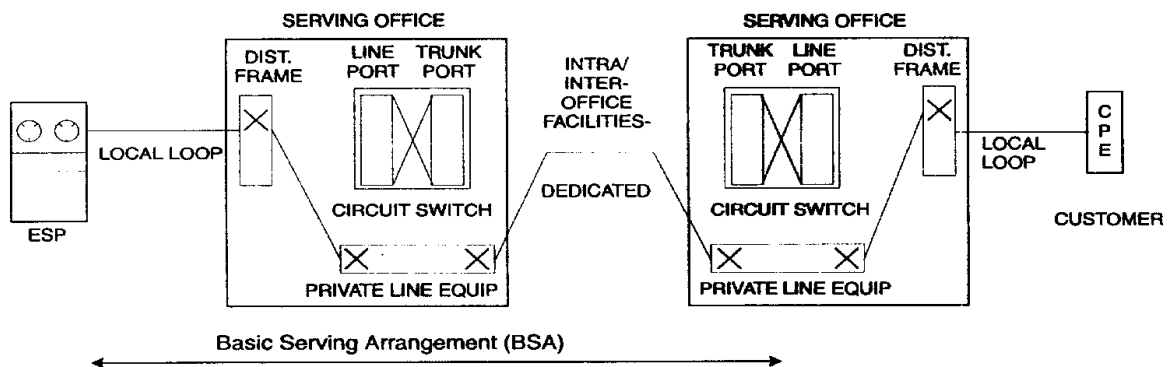 SERVING OFFICE
DIST.
FRAME
LINE
PORT
TRUNK
PORT
LOCAL LOOP
ESP
CIRCUIT SWITCH
PRIVATE LINE EQUIP
INTRA/
INTER-
OFFICE
FACILITIES-
DEDICATED
SERVING OFFICE
TRUNK
PORT
LINE
PORT
DIST.
FRAME
CIRCUIT SWITCH
PRIVATE LINE EQUIP
LOCAL
LOOP
C
P
E
CUSTOMER
Basic Serving Arrangement (BSA)